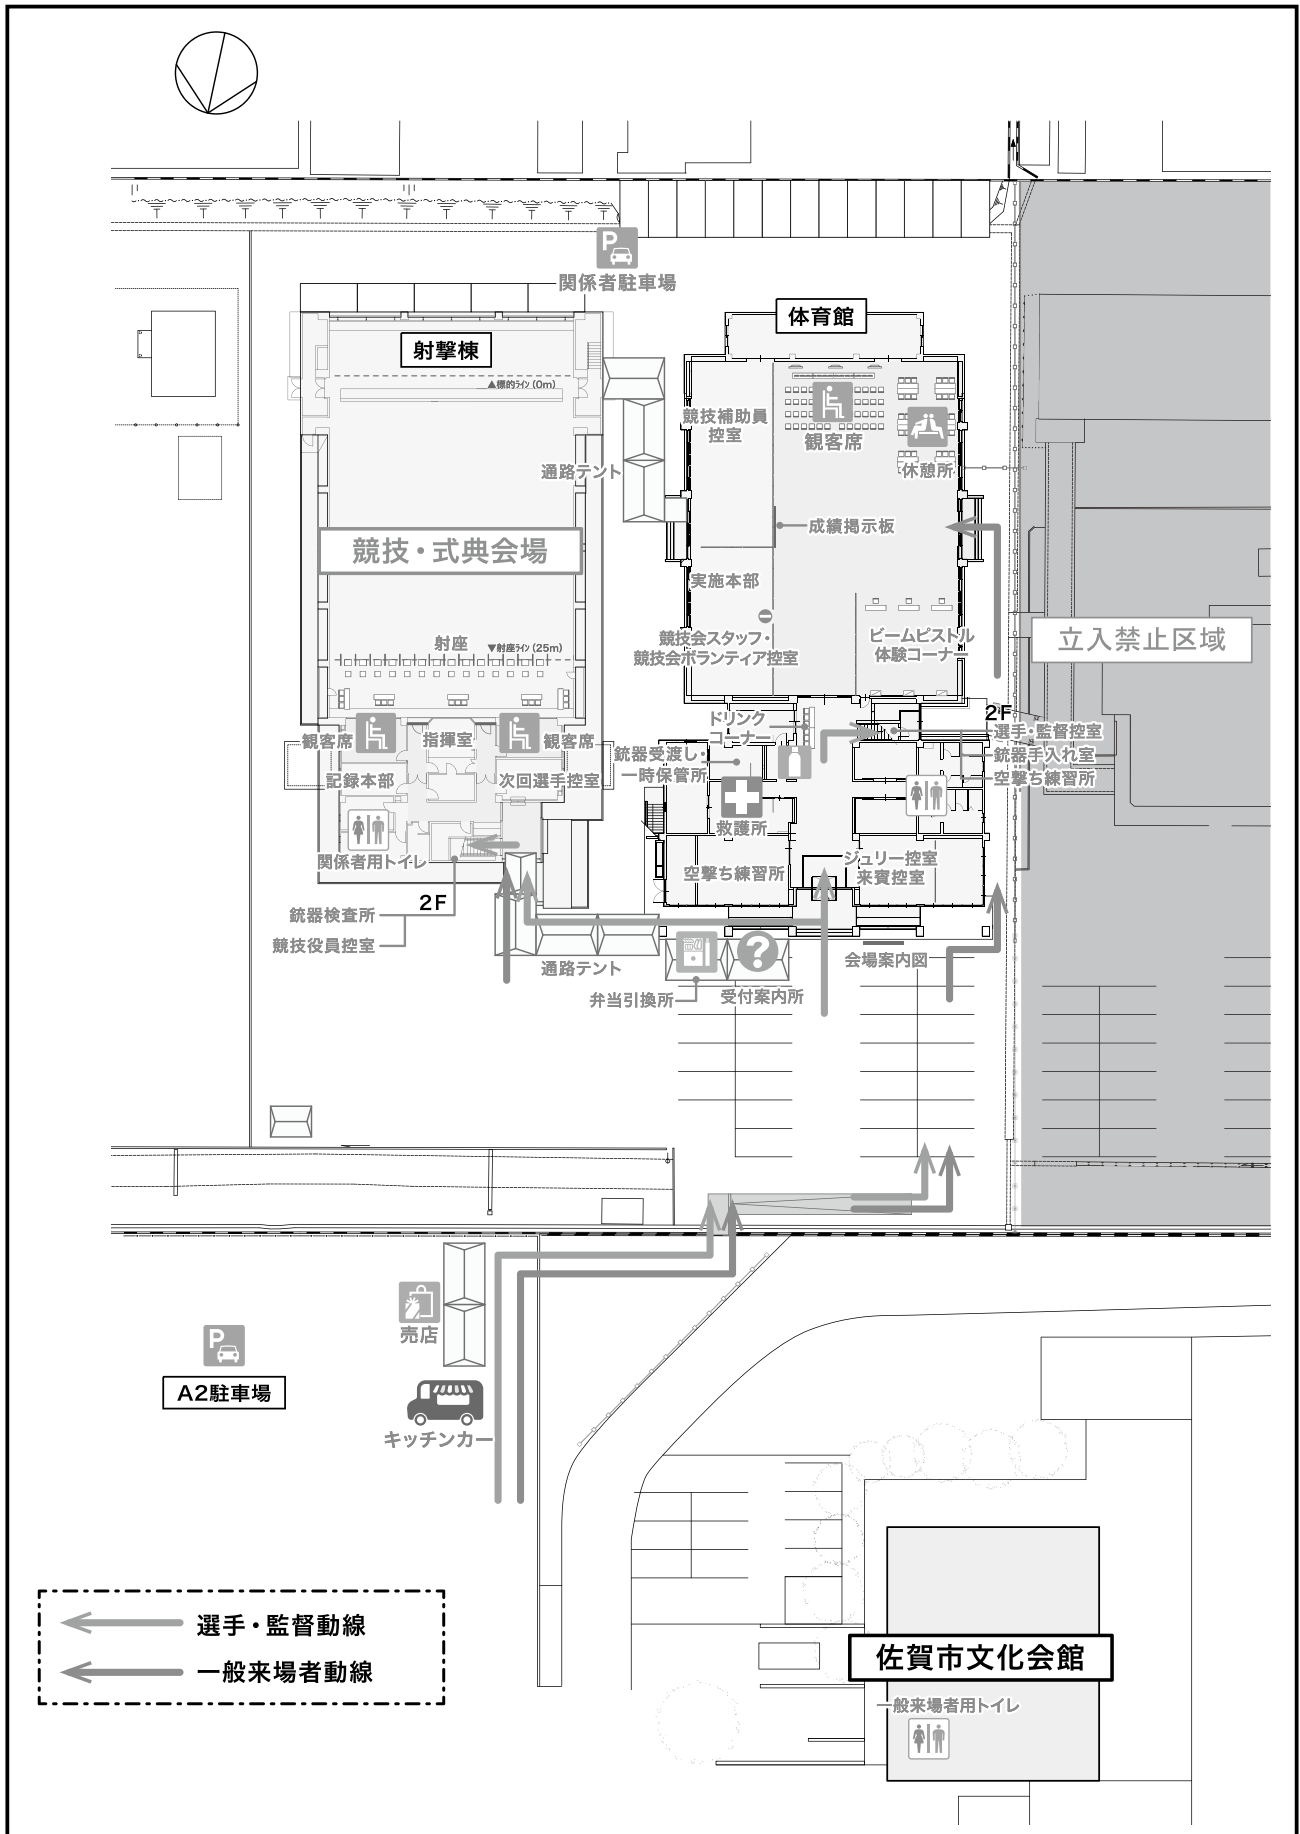 P
関係者駐車場
体育館
射撃棟
▲標的ライン(0m)
競技補助員
控室
観客席
休憩所
通路テント
成績掲示板
競技・式典会場
実施本部
競技会スタッフ・
競技会ボランティア控室
ビームピストル
体験コーナー
立入禁止区域
射座
▼射座ライン(25m)
観客席
指揮室
観客席
記録本部
次回選手控室
関係者用トイレ
2F
銃器検査所
競技役員控室
ドリンク
コーナー
銃器受渡し・
一時保管所
救護所
空撃ち練習所
ジュリー控室
来賓控室
2F
選手・監督控室
銃器手入れ室
空撃ち練習所
通路テント
弁当引換所
?
受付案内所
会場案内図
売店
P
A2駐車場
キッチンカー
選手・監督動線
一般来場者動線
佐賀市文化会館
一般来場者用トイレ